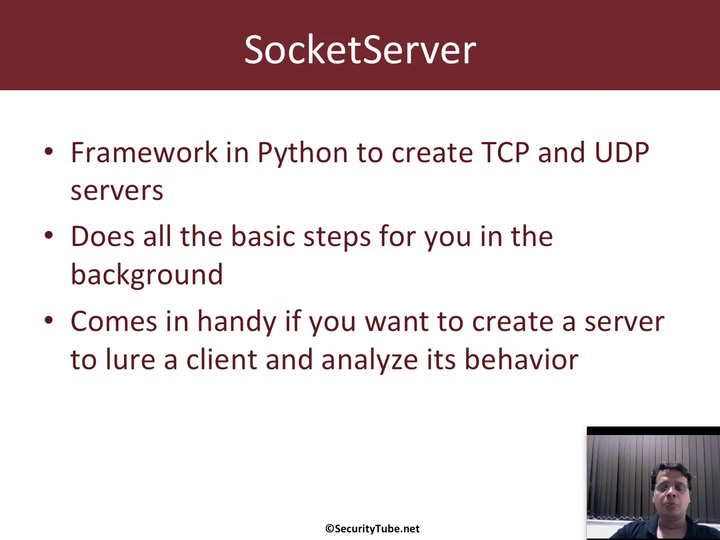 SocketServer
• Framework in Python to create TCP and UDP
servers
• Does all the basic steps for you in the
background
• Comes in handy if you want to create a server
to lure a client and analyze its behavior
©SecurityTube.net